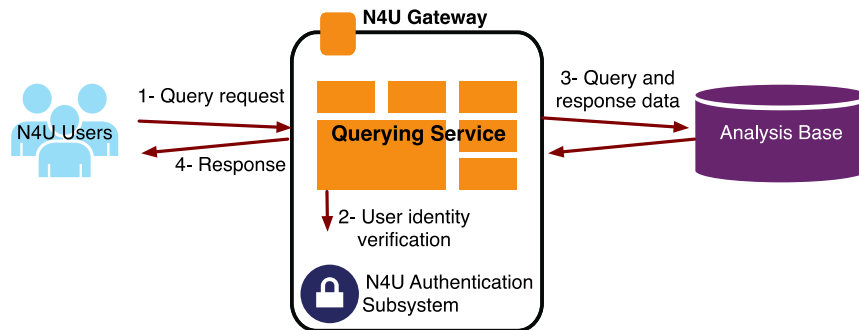 N4U Gateway
1- Query request
N4U Users
4- Response
Querying Service
2- User identity
verification
N4U Authentication
Subsystem
3- Query and
response data
Analysis Base